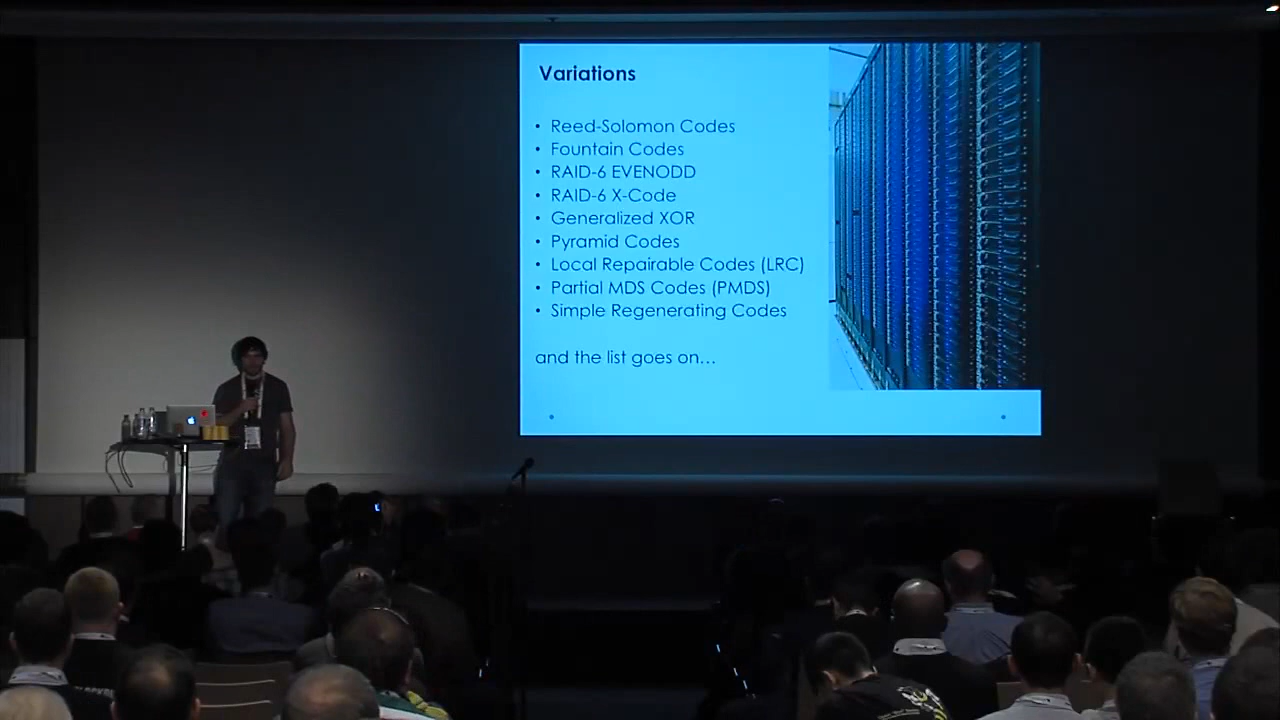 Variations
• Reed-Solomon Codes
• Fountain Codes
• RAID-6 EVENODD
• RAID-6 X-Code
• Generalized XOR
• Pyramid Codes
• Local Repairable Codes (LRC)
• Partial MDS Codes (PMDS)
• Simple Regenerating Codes
and the list goes on…